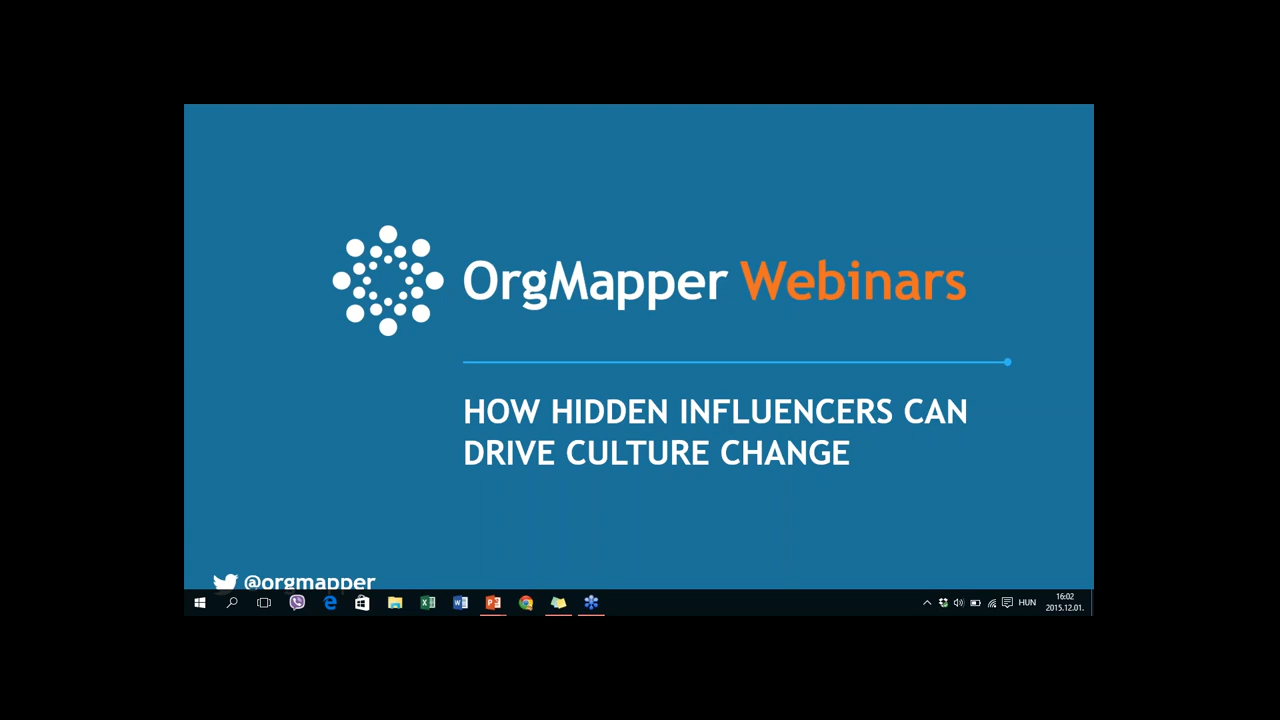 OrgMapper Webinars
HOW HIDDEN INFLUENCERS CAN
DRIVE CULTURE CHANGE
@orgmapper
HUN
16:02
2015.12.01.